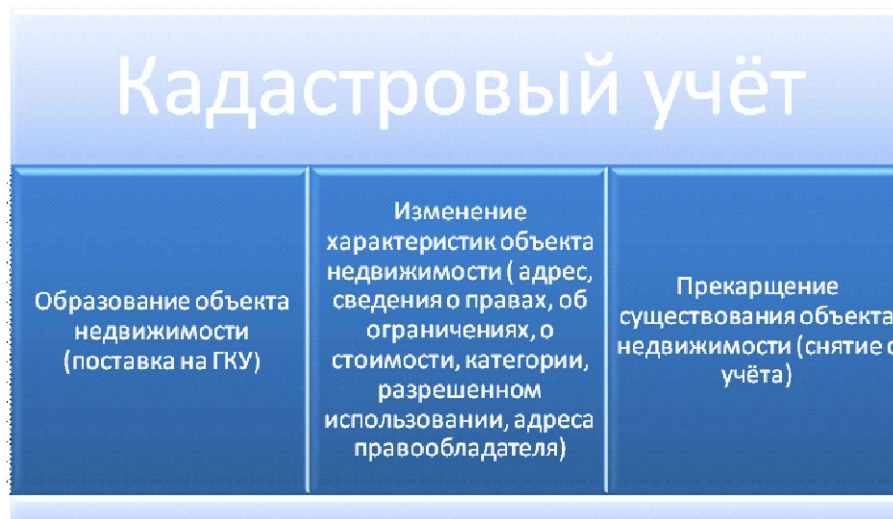 Кадастровый учёт
Образование объекта
недвижимости
(поставка на ГКУ)
Изменение
характеристик объекта
недвижимости ( адрес,
сведения о правах, об
ограничениях, о
стоимости, категории,
разрешенном
использовании, адреса
правообладателя)
Прекарщение
существования объекта
недвижимости (снятие с
учёта)